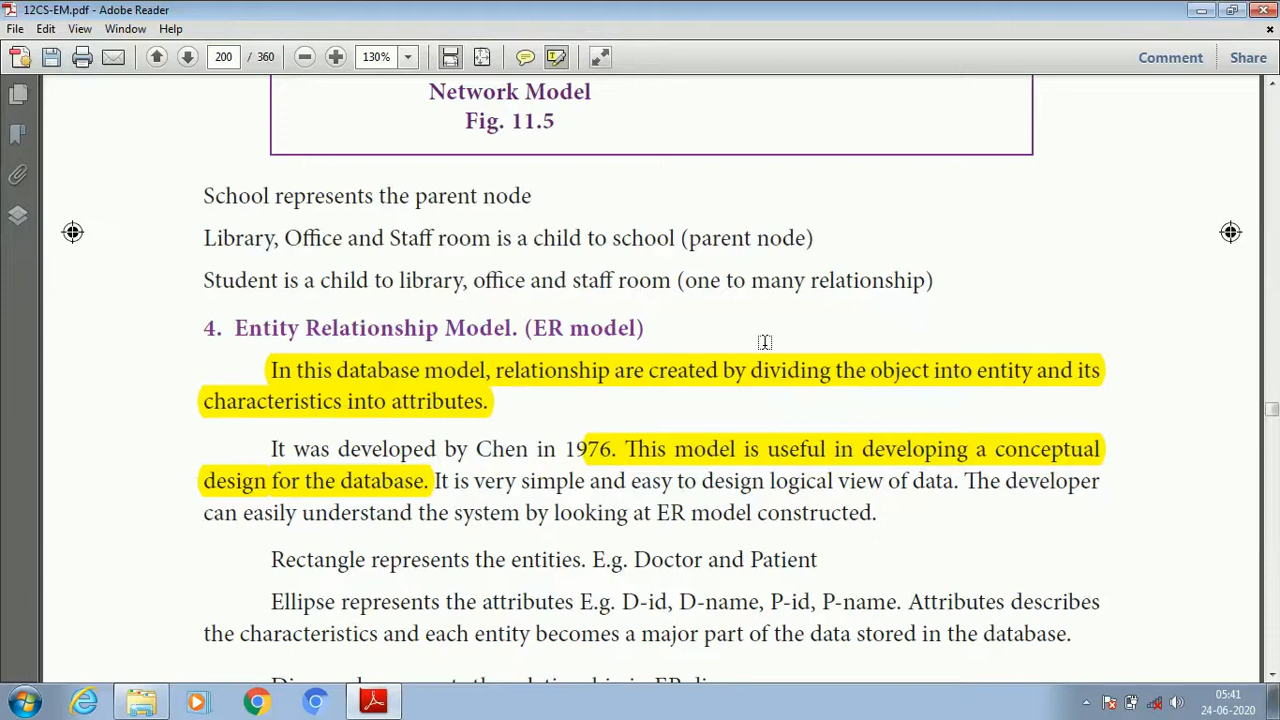 12CS-EM.pdf - Adobe Reader
File Edit View Window Help
200 / 360 130% Comment Share
Network Model
Fig. 11.5
School represents the parent node
Library, Office and Staff room is a child to school (parent node)
Student is a child to library, office and staff room (one to many relationship)
4. Entity Relationship Model. (ER model)
In this database model, relationship are created by dividing the object into entity and its
characteristics into attributes.
It was developed by Chen in 1976. This model is useful in developing a conceptual
design for the database. It is very simple and easy to design logical view of data. The developer
can easily understand the system by looking at ER model constructed.
Rectangle represents the entities. E.g. Doctor and Patient
Ellipse represents the attributes E.g. D-id, D-name, P-id, P-name. Attributes describes
the characteristics and each entity becomes a major part of the data stored in the database.
05:41
24-06-2020